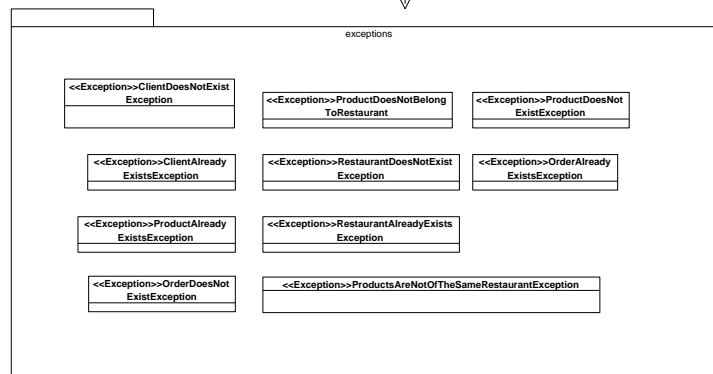 exceptions
<<Exception>>ClientDoesNotExist
Exception
<<Exception>>ProductDoesNotBelong
ToRestaurant
<<Exception>>ProductDoesNot
ExistException
<<Exception>>ClientAlready
ExistsException
<<Exception>>RestaurantDoesNotExist
Exception
<<Exception>>OrderAlready
ExistsException
<<Exception>>ProductAlready
ExistsException
<<Exception>>RestaurantAlreadyExists
Exception
<<Exception>>OrderDoesNot
ExistException
<<Exception>>ProductsAreNotOfTheSameRestaurantException